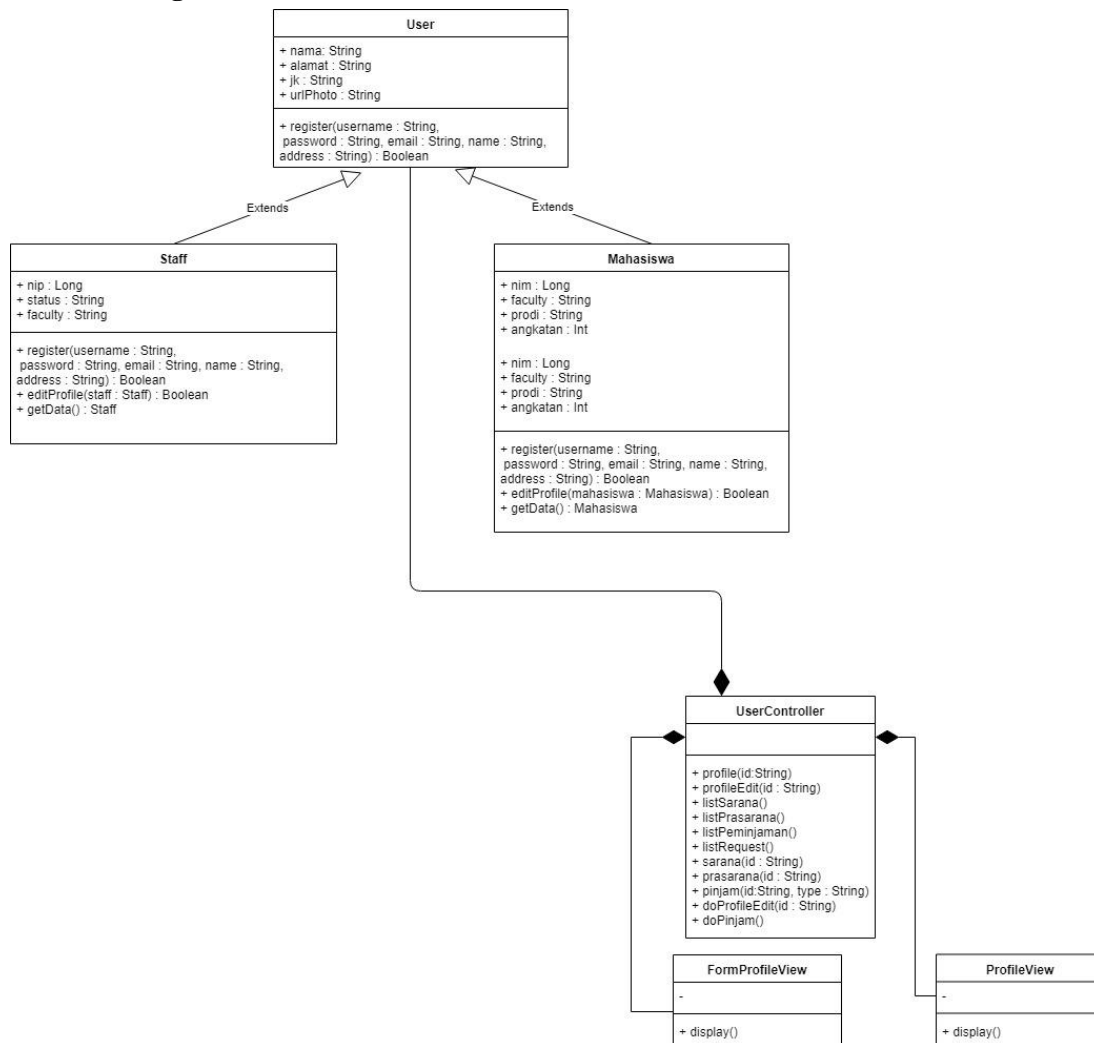 User
+ nama: String
+ alamat : String
+ jk : String
+ urlPhoto : String
+ register(username : String,
password : String, email : String, name : String,
address : String) : Boolean
Extends
Extends
Staff
+ nip : Long
+ status : String
+ faculty : String
+ register(username : String,
password : String, email : String, name : String,
address : String) : Boolean
+ editProfile(staff : Staff) : Boolean
+ getData() : Staff
Mahasiswa
+ nim : Long
+ faculty : String
+ prodi : String
+ angkatan : Int
+ nim : Long
+ faculty : String
+ prodi : String
+ angkatan : Int
+ register(username : String,
password : String, email : String, name : String,
address : String) : Boolean
+ editProfile(mahasiswa : Mahasiswa) : Boolean
+ getData() : Mahasiswa
UserController
+ profile(id:String)
+ profileEdit(id : String)
+ listSarana()
+ listPrasarana()
+ listPeminjaman()
+ listRequest()
+ sarana(id : String)
+ prasarana(id : String)
+ pinjam(id:String, type : String)
+ doProfileEdit(id : String)
+ doPinjam()
FormProfileView
-
+ display()
ProfileView
-
+ display()